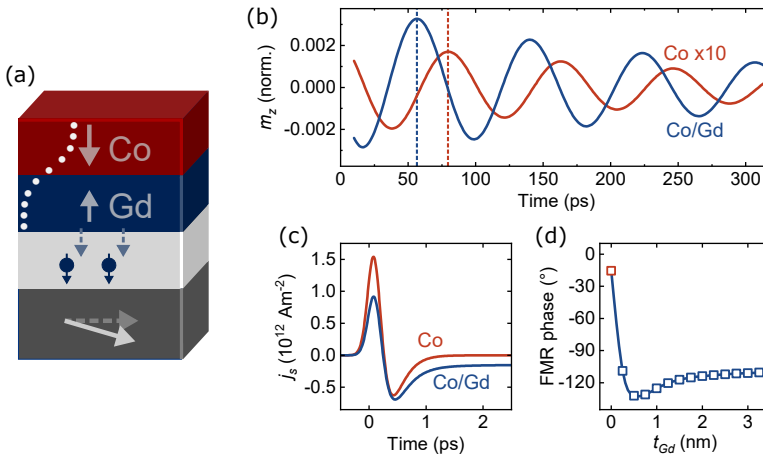 (a)
Co
Gd
(b)
m_z (norm.)
0.002
0.000
-0.002
Co x10
Co/Gd
0
50
100
150
200
250
300
Time (ps)
(c)
j_s (10^12 Am^-2)
1.5
1.0
0.5
0.0
-0.5
Co
Co/Gd
0
1
2
Time (ps)
(d)
FMR phase (°)
0
-30
-60
-90
-120
0
1
2
3
t_Gd (nm)